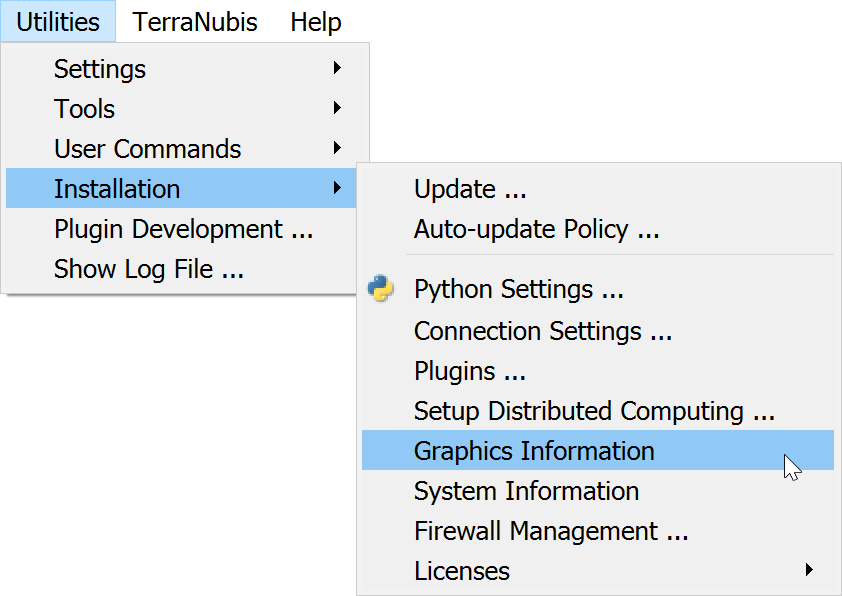 Utilities TerraNubis Help
Settings
Tools
User Commands
Installation
Plugin Development ...
Show Log File ...
Update ...
Auto-update Policy ...
Python Settings ...
Connection Settings ...
Plugins ...
Setup Distributed Computing ...
Graphics Information
System Information
Firewall Management ...
Licenses